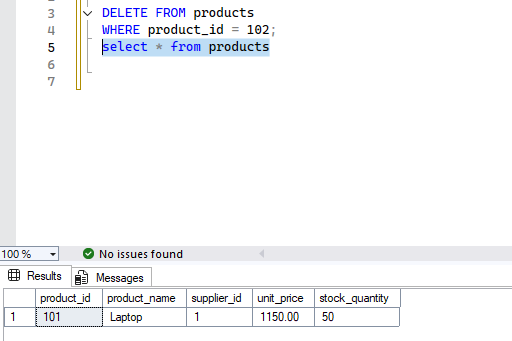 3 DELETE FROM products
4 WHERE product_id = 102;
5 select * from products
6
7
100 % No issues found
Results Messages
product_id product_name supplier_id unit_price stock_quantity
1 101 Laptop 1 1150.00 50